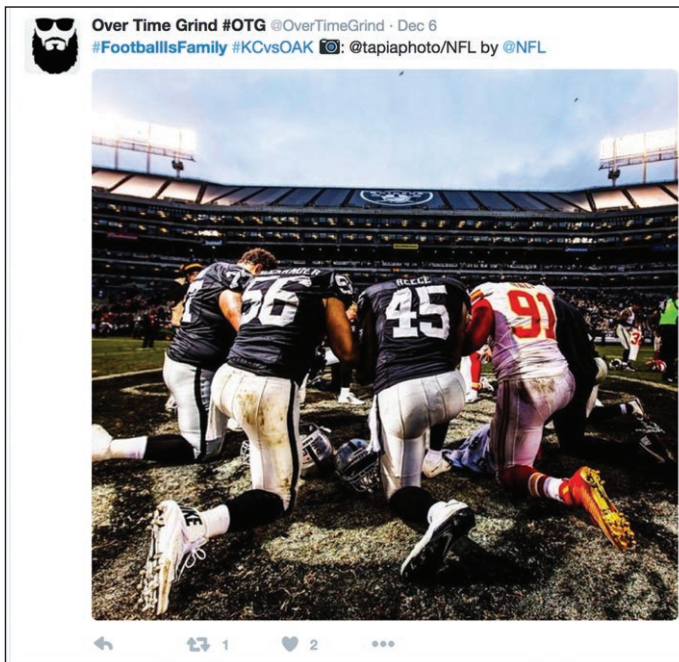 Over Time Grind #OTG @OverTimeGrind · Dec 6
#FootballIsFamily #KCvsOAK 📷: @tapiaphoto/NFL by @NFL
56
REECE
45
91
1
2